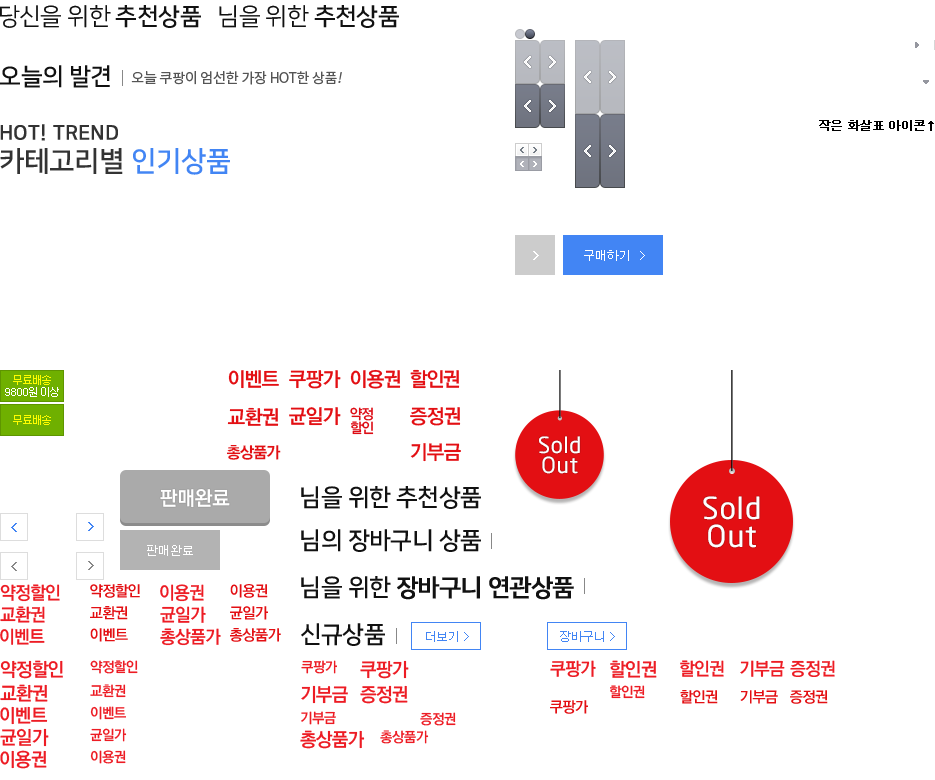 당신을 위한 추천상품 님을 위한 추천상품
오늘의 발견 오늘 쿠팡이 엄선한 가장 HOT한 상품!
작은 화살표 아이콘↑
HOT! TREND
카테고리별 인기상품
구매하기
무료배송
9800원 이상
무료배송
이벤트 쿠팡가 이용권 할인권
교환권 균일가 약정
할인
증정권
총상품가 기부금
Sold
Out
Sold
Out
판매완료
판매완료
님을 위한 추천상품
님의 장바구니 상품
님을 위한 장바구니 연관상품
신규상품 더보기 장바구니
약정할인 약정할인 이용권 이용권
교환권 교환권 균일가 균일가
이벤트 이벤트 총상품가 총상품가
약정할인 약정할인
교환권 교환권
이벤트 이벤트
균일가 균일가
이용권 이용권
쿠팡가 쿠팡가
기부금 증정권
기부금 증정권
총상품가 총상품가
쿠팡가 할인권 할인권 기부금 증정권
할인권
쿠팡가 할인권 기부금 증정권